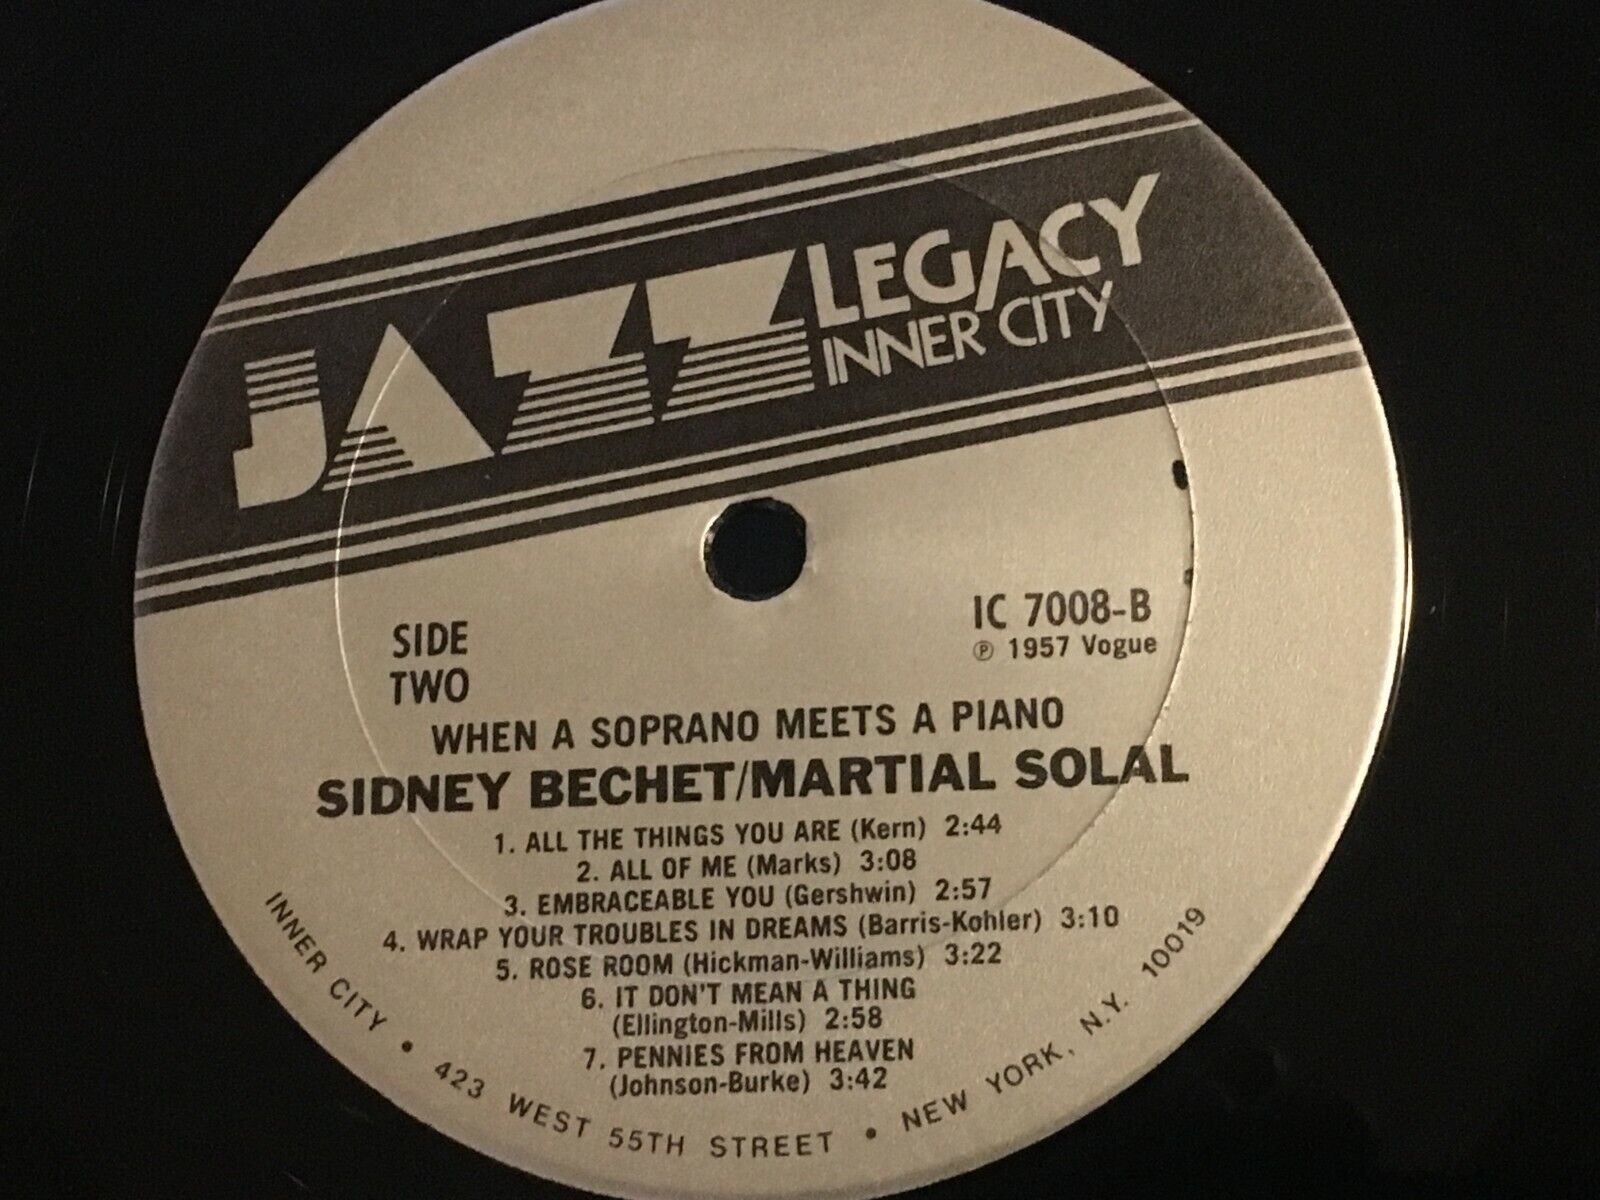 JAZZ LEGACY
INNER CITY
SIDE
TWO
IC 7008-B
℗ 1957 Vogue
WHEN A SOPRANO MEETS A PIANO
SIDNEY BECHET/MARTIAL SOLAL
1. ALL THE THINGS YOU ARE (Kern) 2:44
2. ALL OF ME (Marks) 3:08
3. EMBRACEABLE YOU (Gershwin) 2:57
4. WRAP YOUR TROUBLES IN DREAMS (Barris-Kohler) 3:10
5. ROSE ROOM (Hickman-Williams) 3:22
6. IT DON'T MEAN A THING
(Ellington-Mills) 2:58
7. PENNIES FROM HEAVEN
(Johnson-Burke) 3:42
INNER CITY • 423 WEST 55TH STREET • NEW YORK, N.Y. 10019